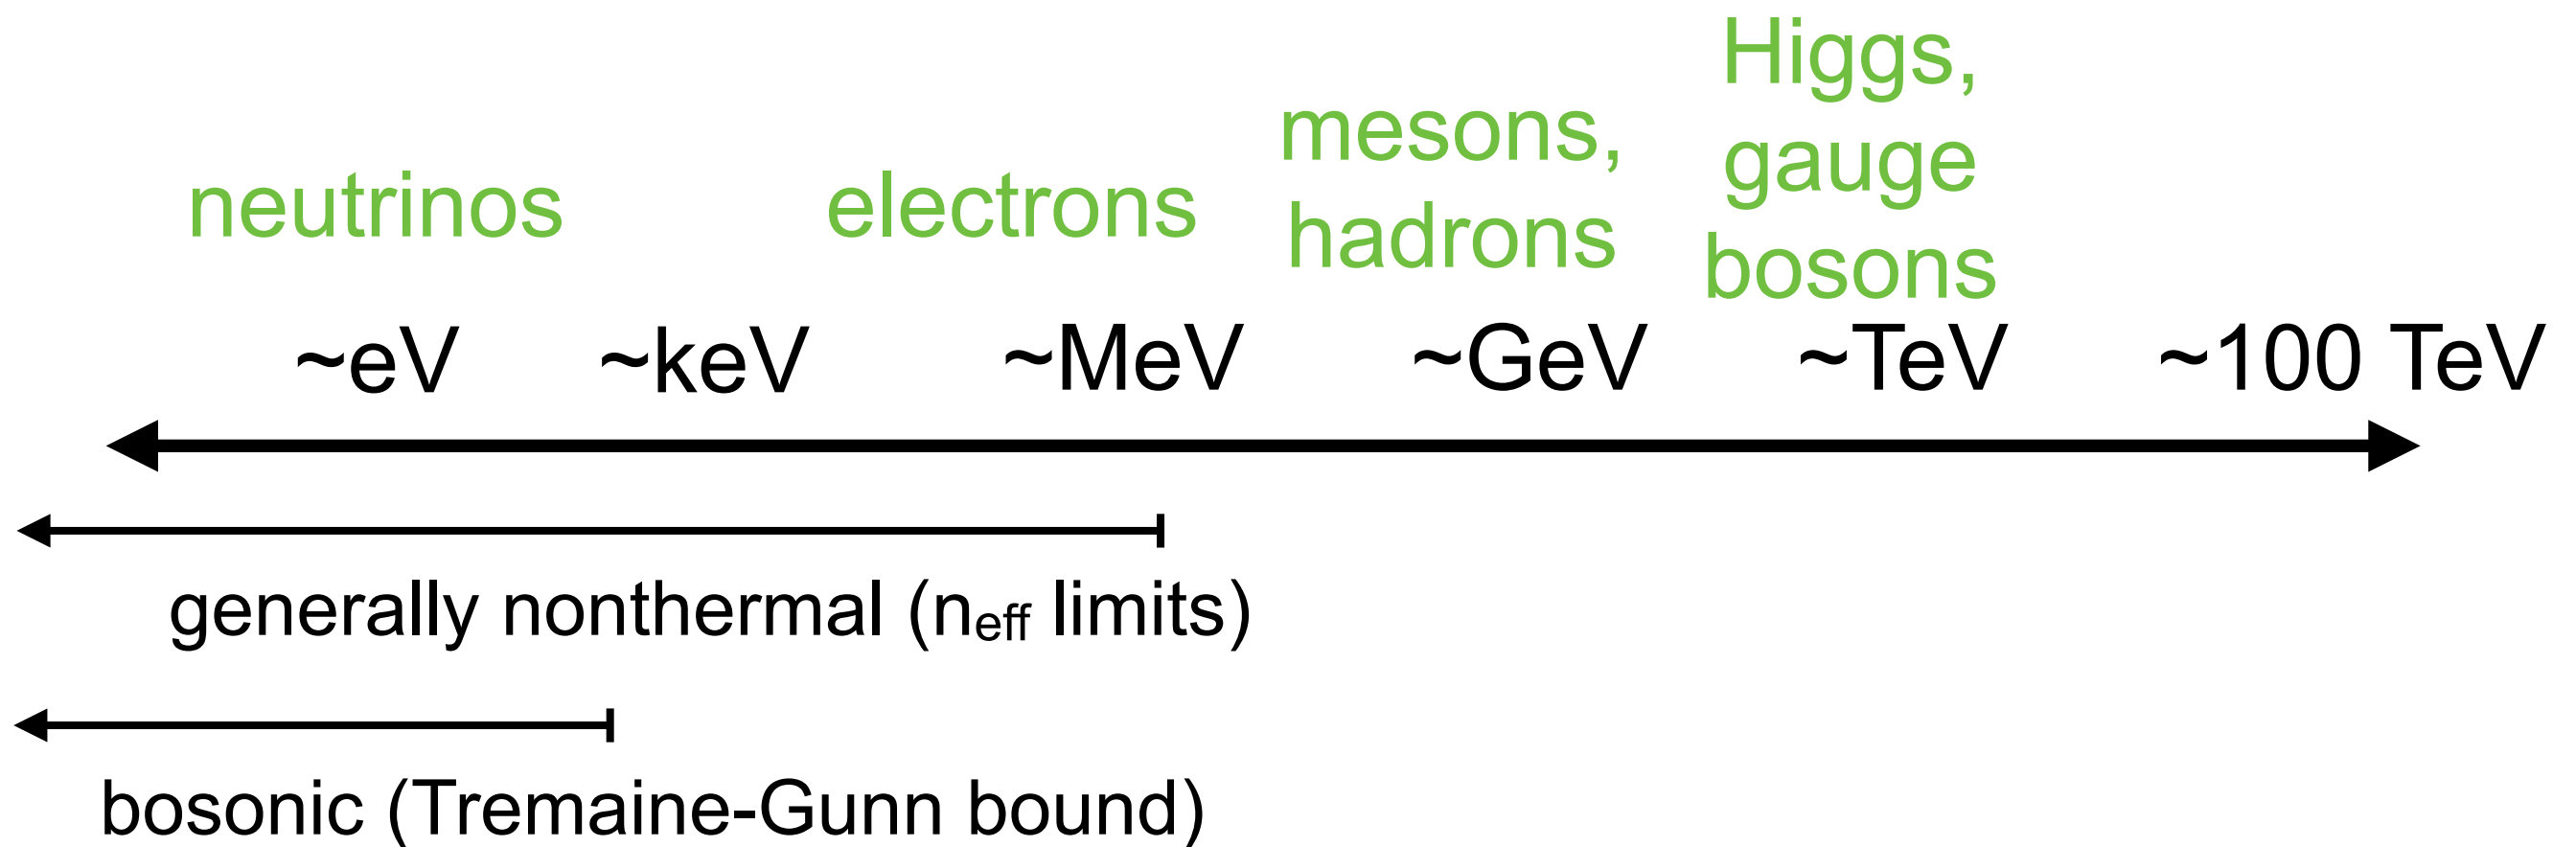 neutrinos
electrons
mesons,
hadrons
Higgs,
gauge
bosons
~eV ~keV ~MeV ~GeV ~TeV ~100 TeV
generally nonthermal (neff limits)
bosonic (Tremaine-Gunn bound)